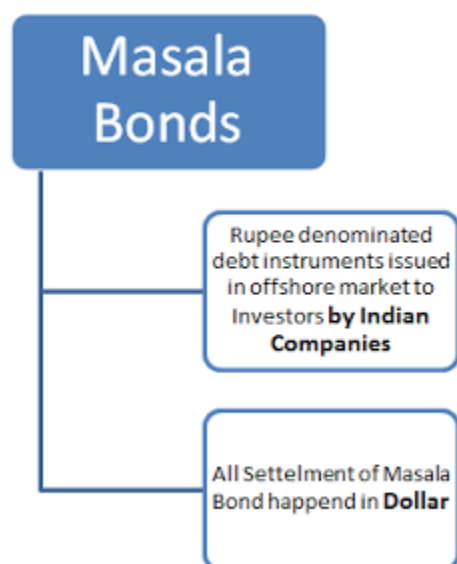 Masala
Bonds
Rupee denominated
debt instruments issued
in offshore market to
Investors by Indian
Companies
All Settelment of Masala
Bond happend in Dollar